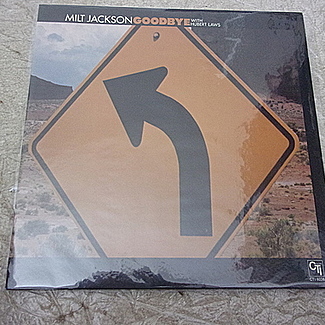 MILT JACKSON GOODBYE WITH
HUBERT LAWS
CTI